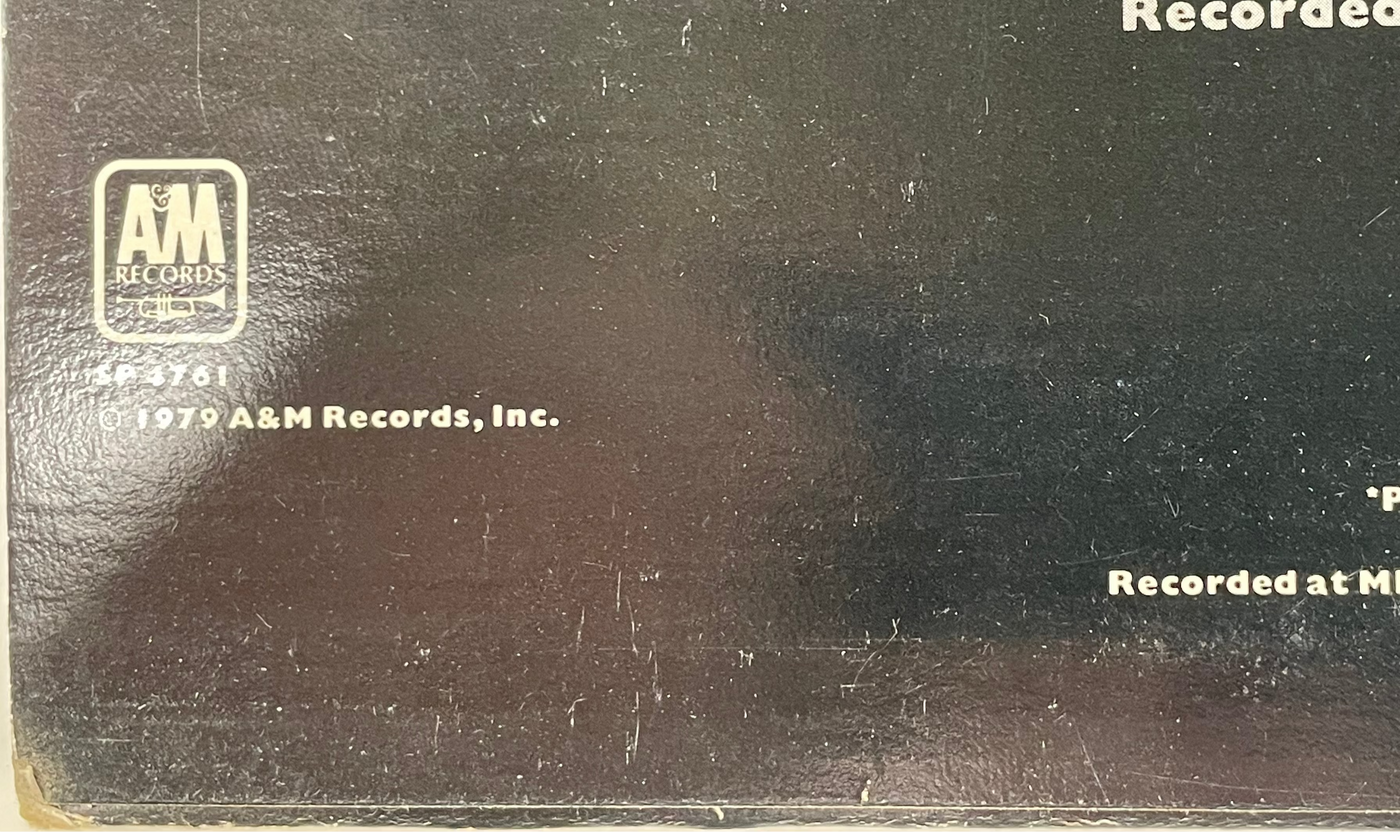 Recorded
A&M
RECORDS
SP 4761
© 1979 A&M Records, Inc.
*P
Recorded at M